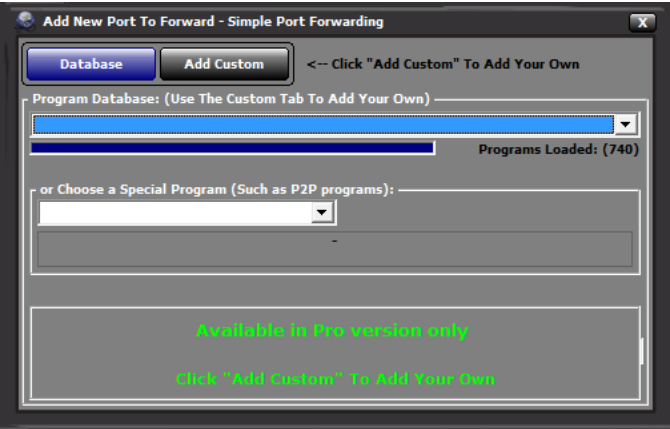 Add New Port To Forward - Simple Port Forwarding
X
Database
Add Custom
<-- Click "Add Custom" To Add Your Own
Program Database: (Use The Custom Tab To Add Your Own)
Programs Loaded: (740)
or Choose a Special Program (Such as P2P programs):
-
Available in Pro version only
Click "Add Custom" To Add Your Own